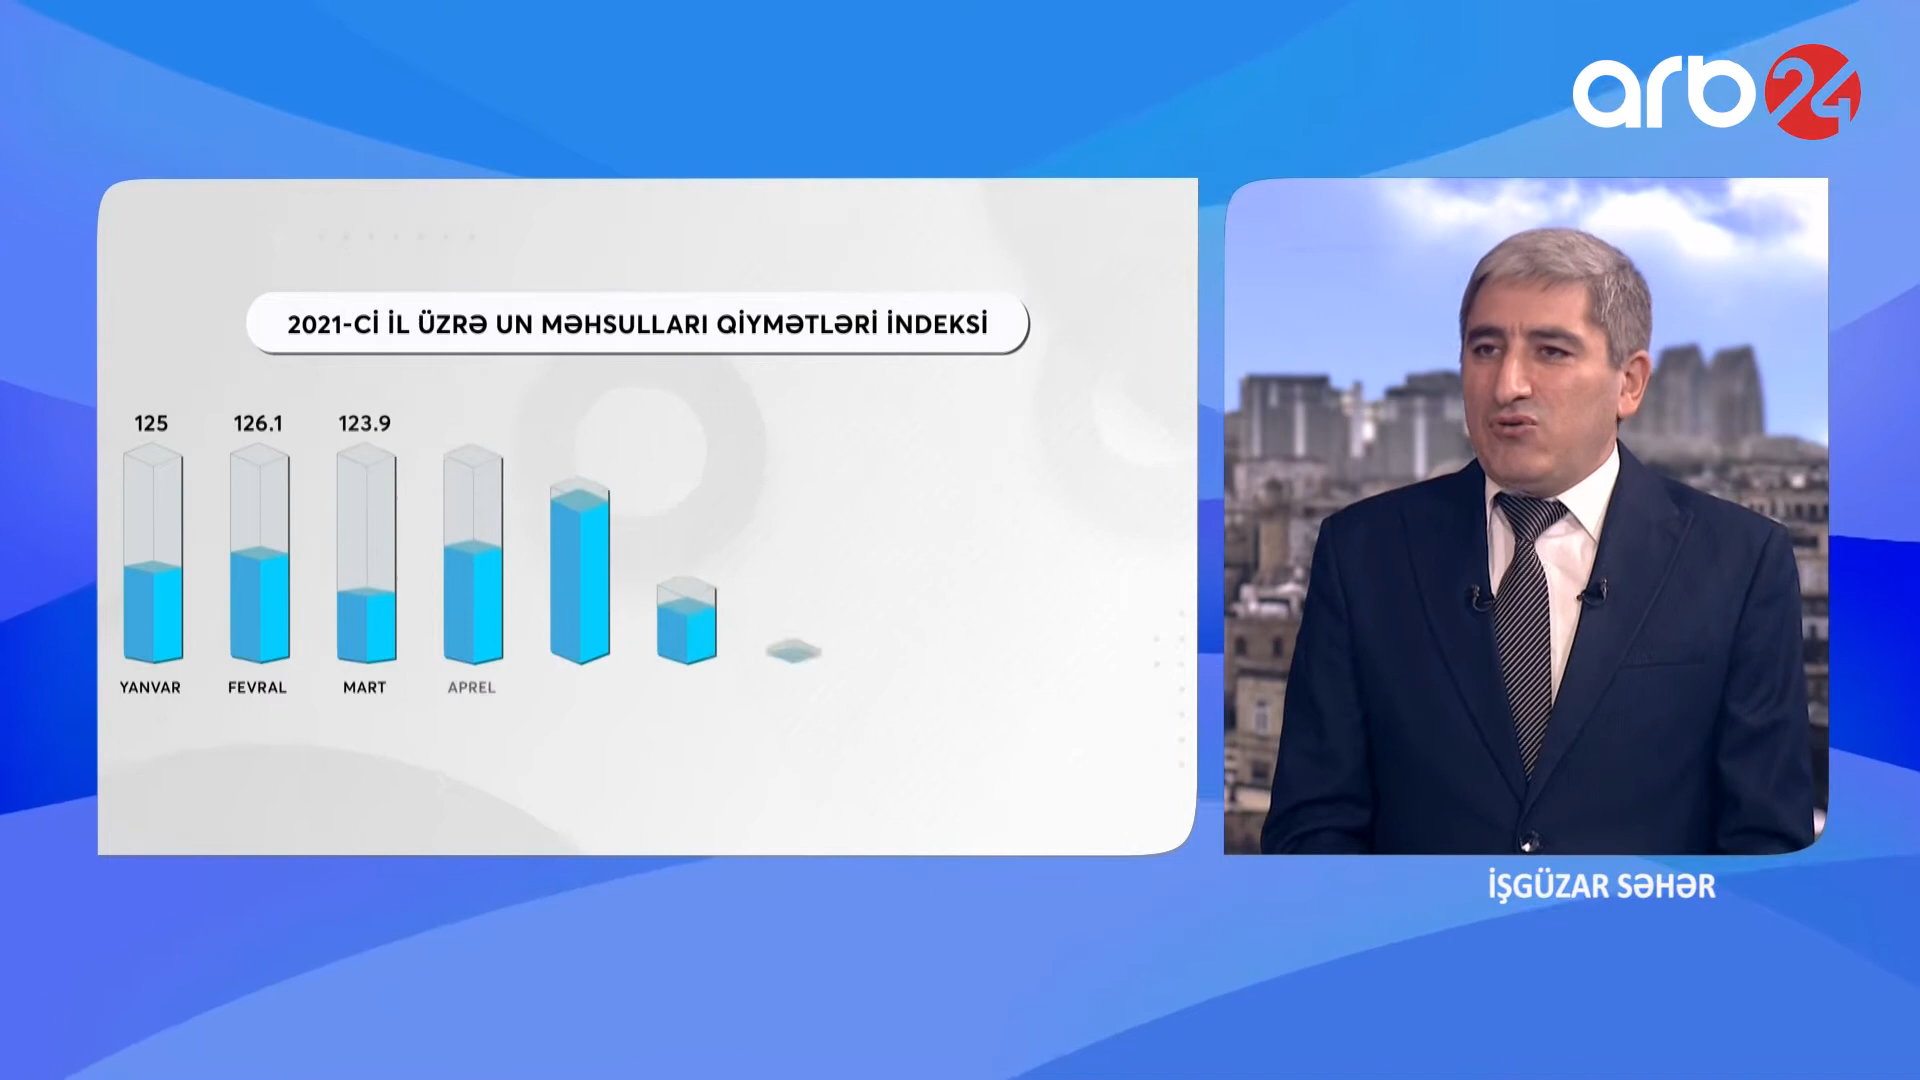 arb24
2021-Cİ İL ÜZRƏ UN MƏHSULLARI QİYMƏTLƏRİ İNDEKSİ
125 126.1 123.9
YANVAR FEVRAL MART APREL
İŞGÜZAR SƏHƏR